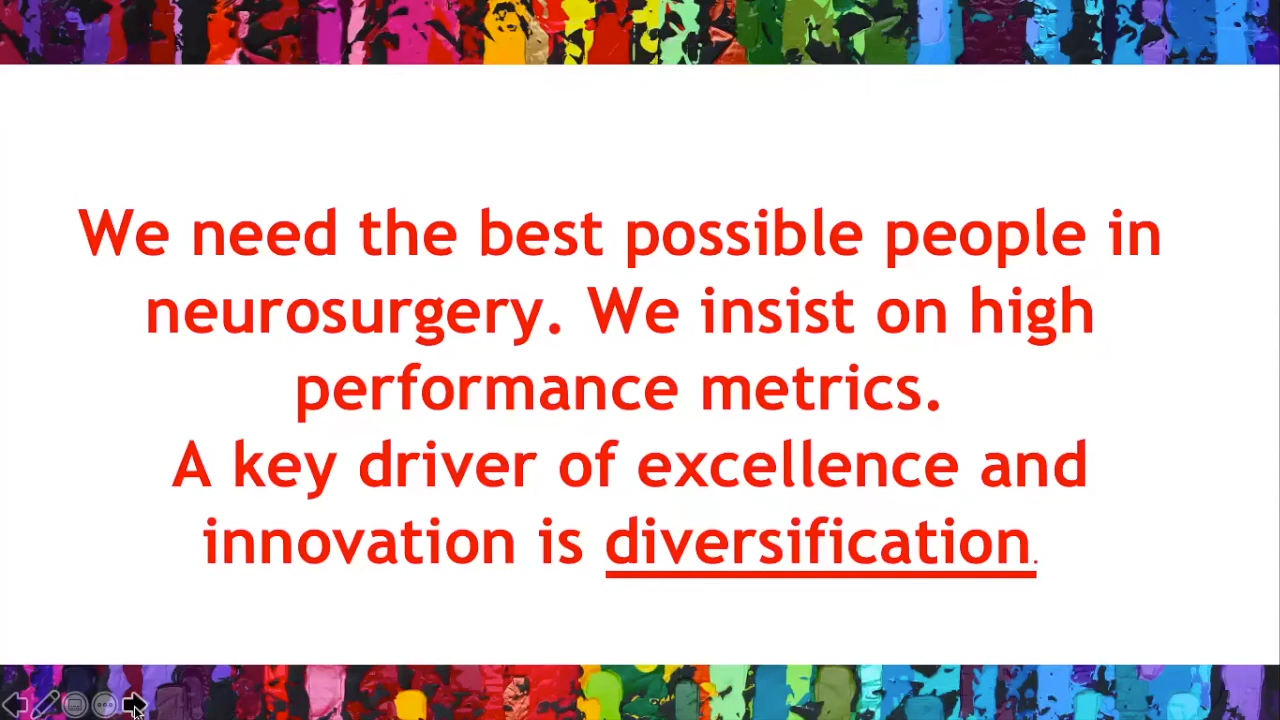 We need the best possible people in
neurosurgery. We insist on high
performance metrics.
A key driver of excellence and
innovation is diversification.